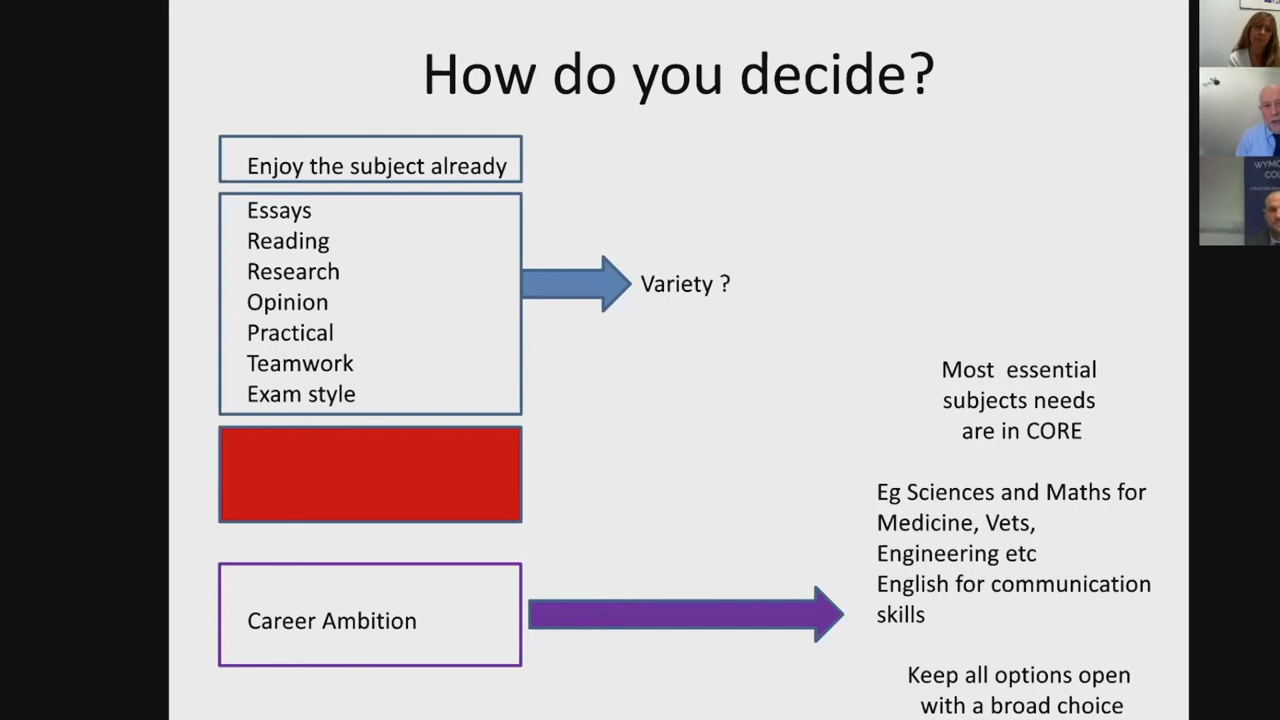 How do you decide?
Enjoy the subject already
Essays
Reading
Research
Opinion
Practical
Teamwork
Exam style
Variety ?
Career Ambition
Most essential
subjects needs
are in CORE
Eg Sciences and Maths for
Medicine, Vets,
Engineering etc
English for communication
skills
Keep all options open
with a broad choice